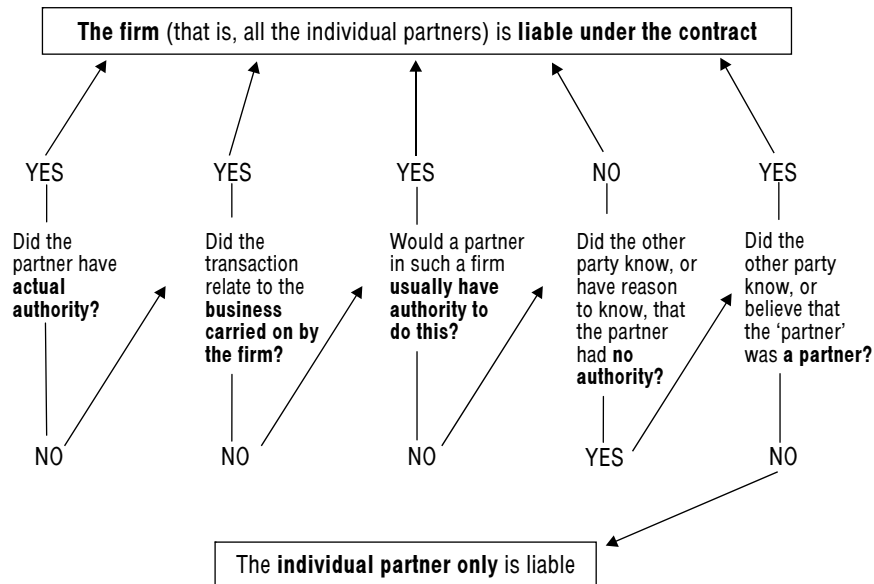 The firm (that is, all the individual partners) is liable under the contract
YES
YES
YES
NO
YES
Did the
partner have
actual
authority?
Did the
transaction
relate to the
business
carried on by
the firm?
Would a partner
in such a firm
usually have
authority to
do this?
Did the other
party know, or
have reason
to know, that
the partner
had no
authority?
Did the
other party
know, or
believe that
the ‘partner’
was a partner?
NO
NO
NO
YES
NO
The individual partner only is liable